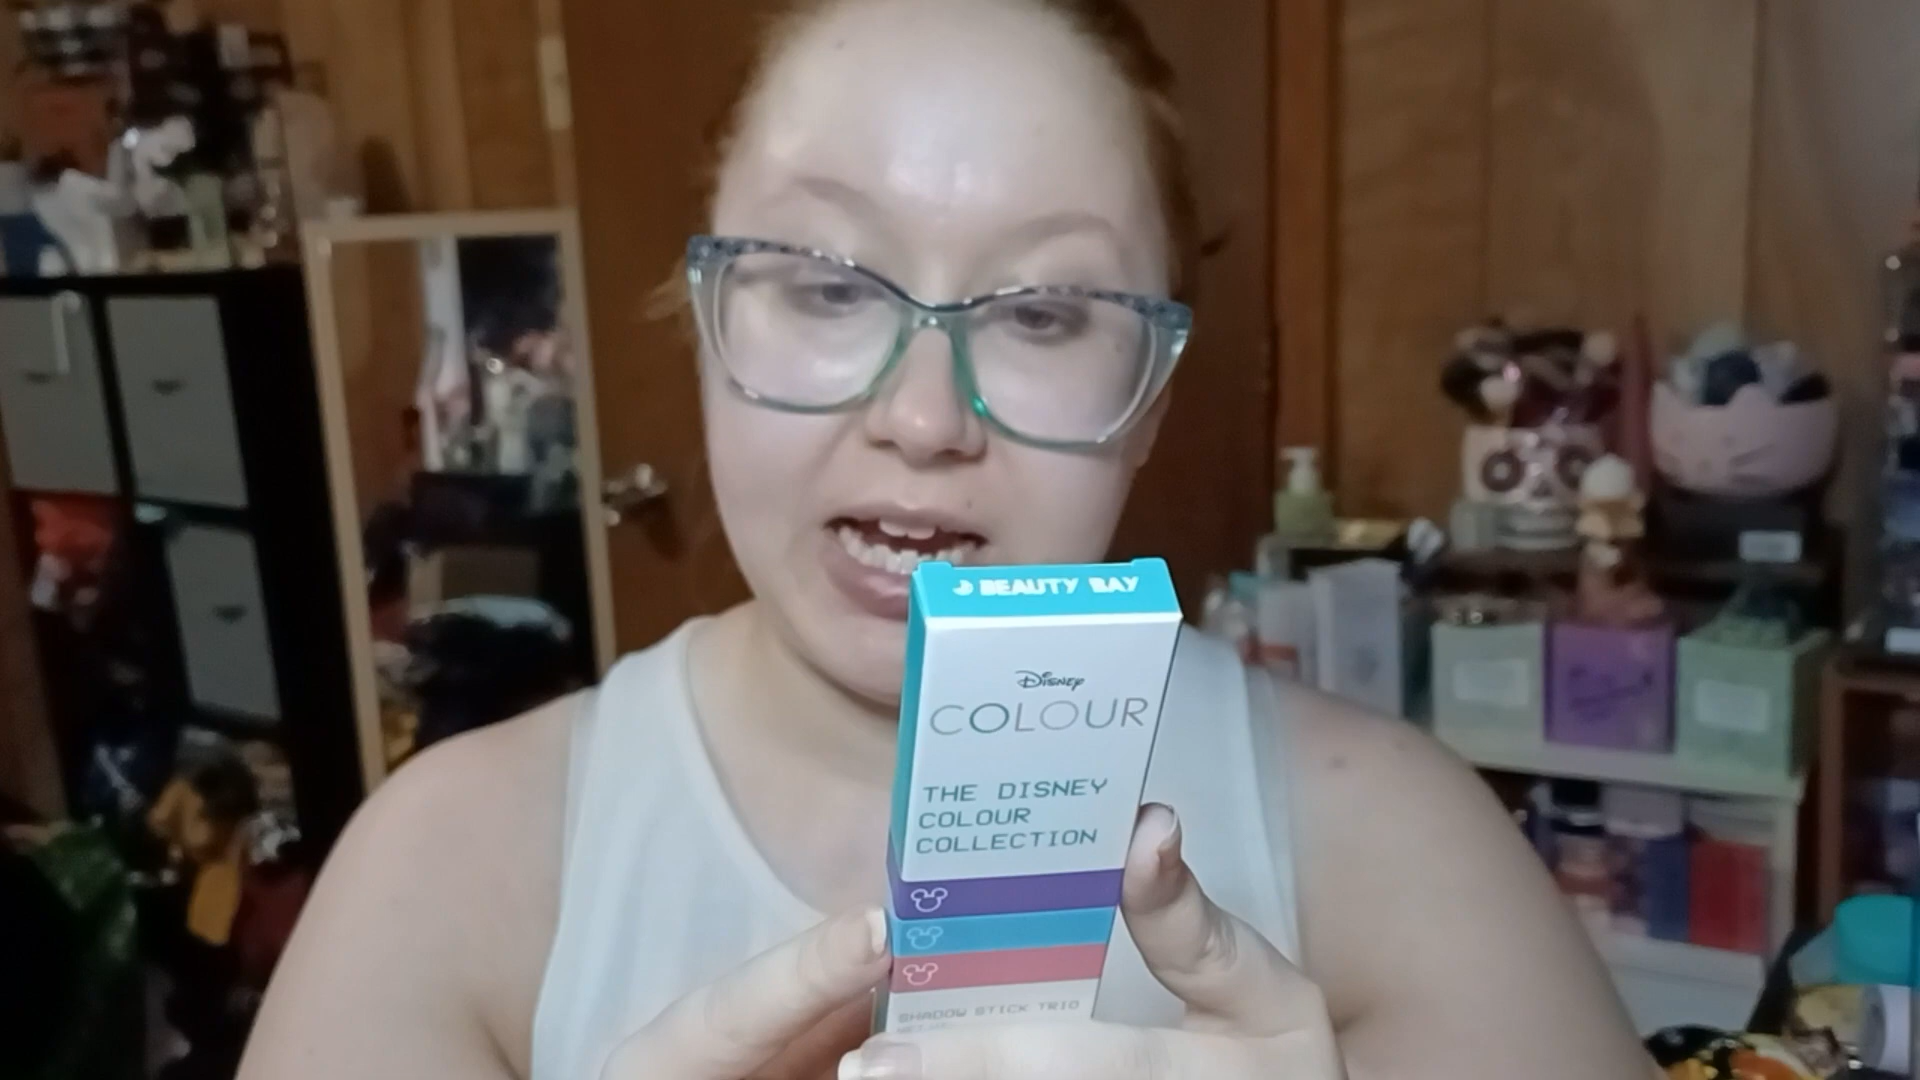 BEAUTY BAY
Disney
COLOUR
THE DISNEY
COLOUR
COLLECTION
SHADOW STICK TRIO